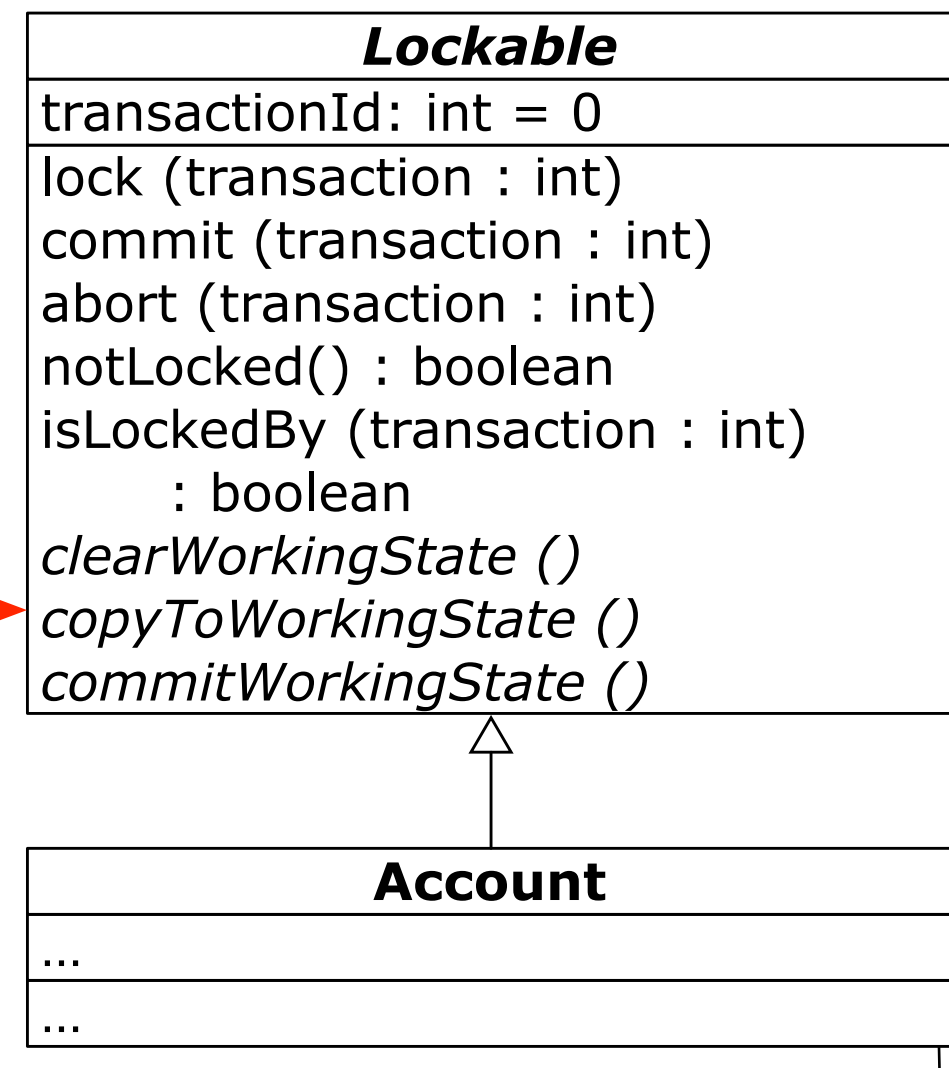 Lockable
transactionId: int = 0
lock (transaction : int)
commit (transaction : int)
abort (transaction : int)
notLocked() : boolean
isLockedBy (transaction : int)
: boolean
clearWorkingState ()
copyToWorkingState ()
commitWorkingState ()
Account
...
...